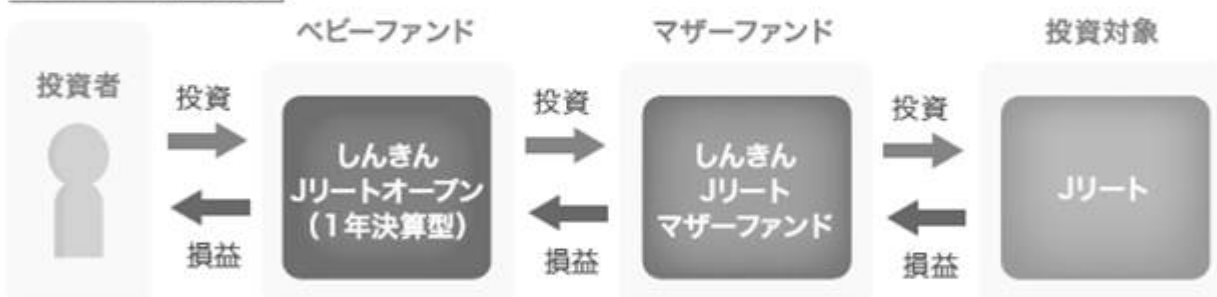 ベビーファンド
マザーファンド
投資対象
投資者
投資
投資
投資
しんきん
Jリートオープン
(1年決算型)
しんきん
Jリート
マザーファンド
Jリート
損益
損益
損益